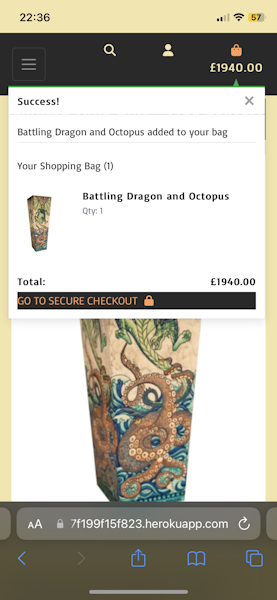 22:36
57
£1940.00
Success!
×
Battling Dragon and Octopus added to your bag
Your Shopping Bag (1)
Battling Dragon and Octopus
Qty: 1
Total: £1940.00
GO TO SECURE CHECKOUT
AA 7f199f15f823.herokuapp.com